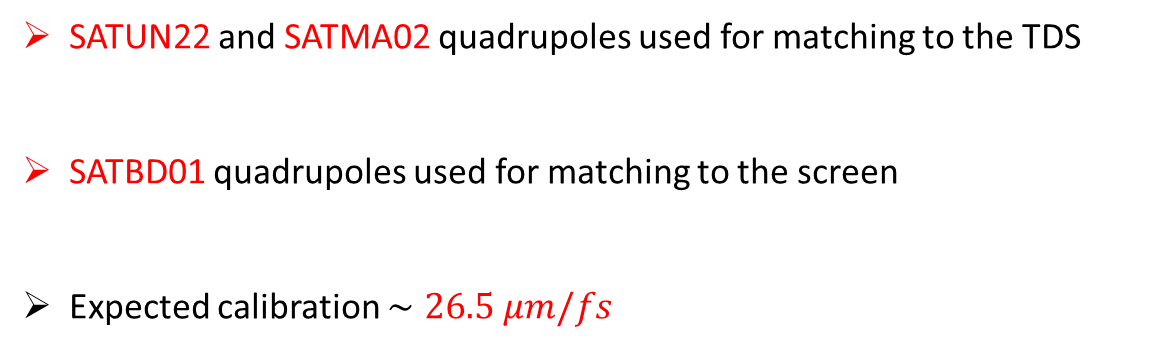 ➢ SATUN22 and SATMA02 quadrupoles used for matching to the TDS
➢ SATBD01 quadrupoles used for matching to the screen
➢ Expected calibration ~ 26.5 μm/fs